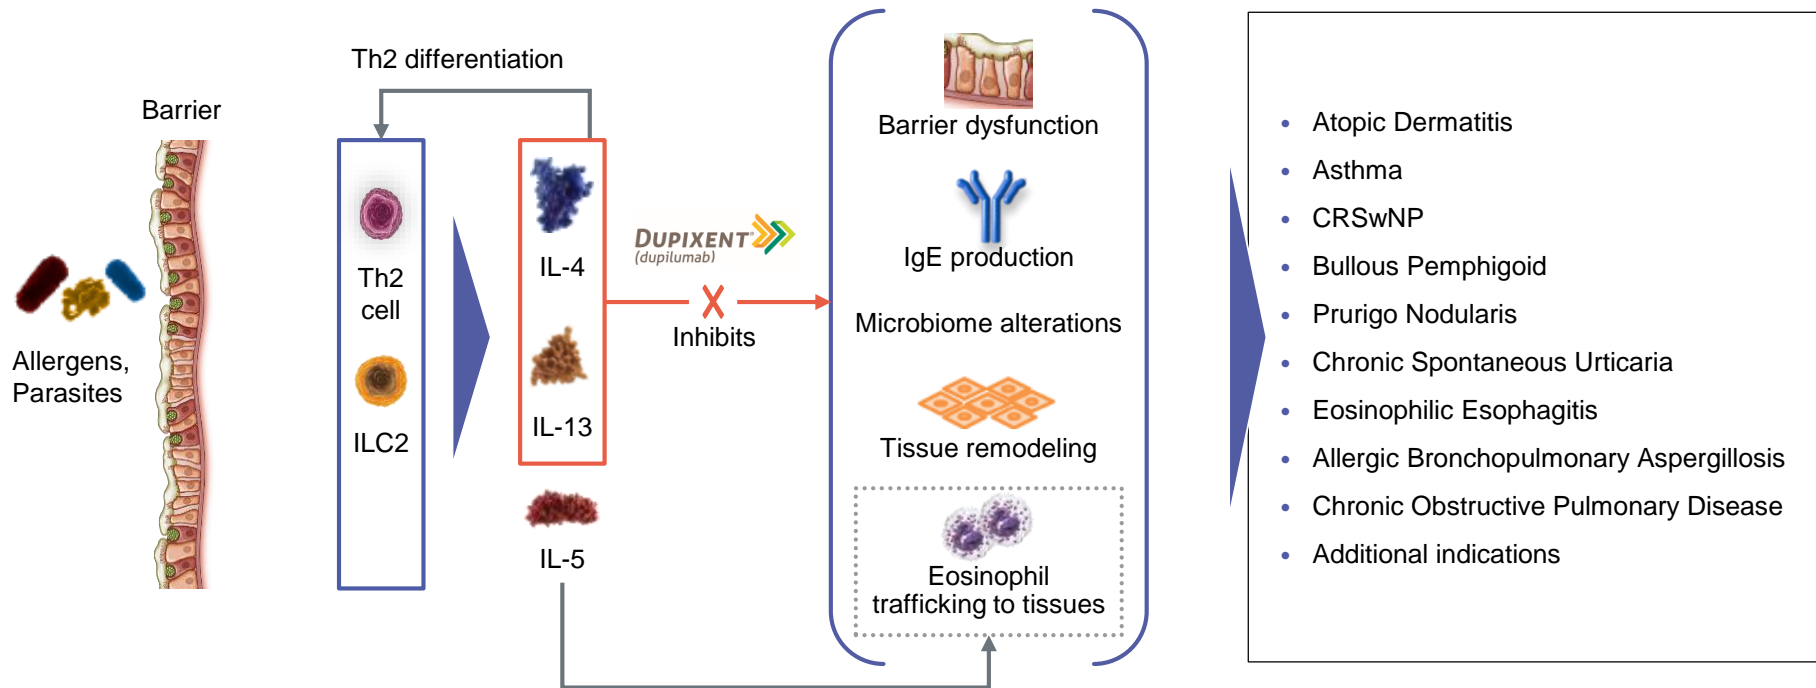 Th2 differentiation
Barrier
Allergens,
Parasites
Th2
cell
ILC2
IL-4
IL-13
IL-5
DUPIXENT®
(dupilumab)
X
Inhibits
Barrier dysfunction
IgE production
Microbiome alterations
Tissue remodeling
Eosinophil
trafficking to tissues
• Atopic Dermatitis
• Asthma
• CRSwNP
• Bullous Pemphigoid
• Prurigo Nodularis
• Chronic Spontaneous Urticaria
• Eosinophilic Esophagitis
• Allergic Bronchopulmonary Aspergillosis
• Chronic Obstructive Pulmonary Disease
• Additional indications